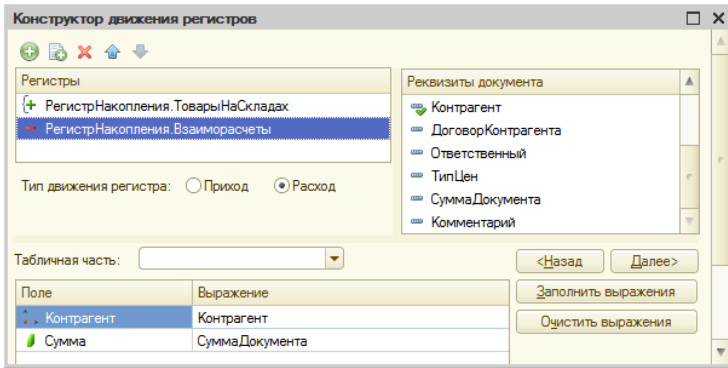 Конструктор движения регистров
Регистры
РегистрНакопления.ТоварыНаСкладах
РегистрНакопления.Взаиморасчеты
Тип движения регистра: Приход Расход
Реквизиты документа
Контрагент
ДоговорКонтрагента
Ответственный
ТипЦен
СуммаДокумента
Комментарий
Табличная часть:
<Назад Далее>
Заполнить выражения
Очистить выражения
Поле Выражение
Контрагент Контрагент
Сумма СуммаДокумента